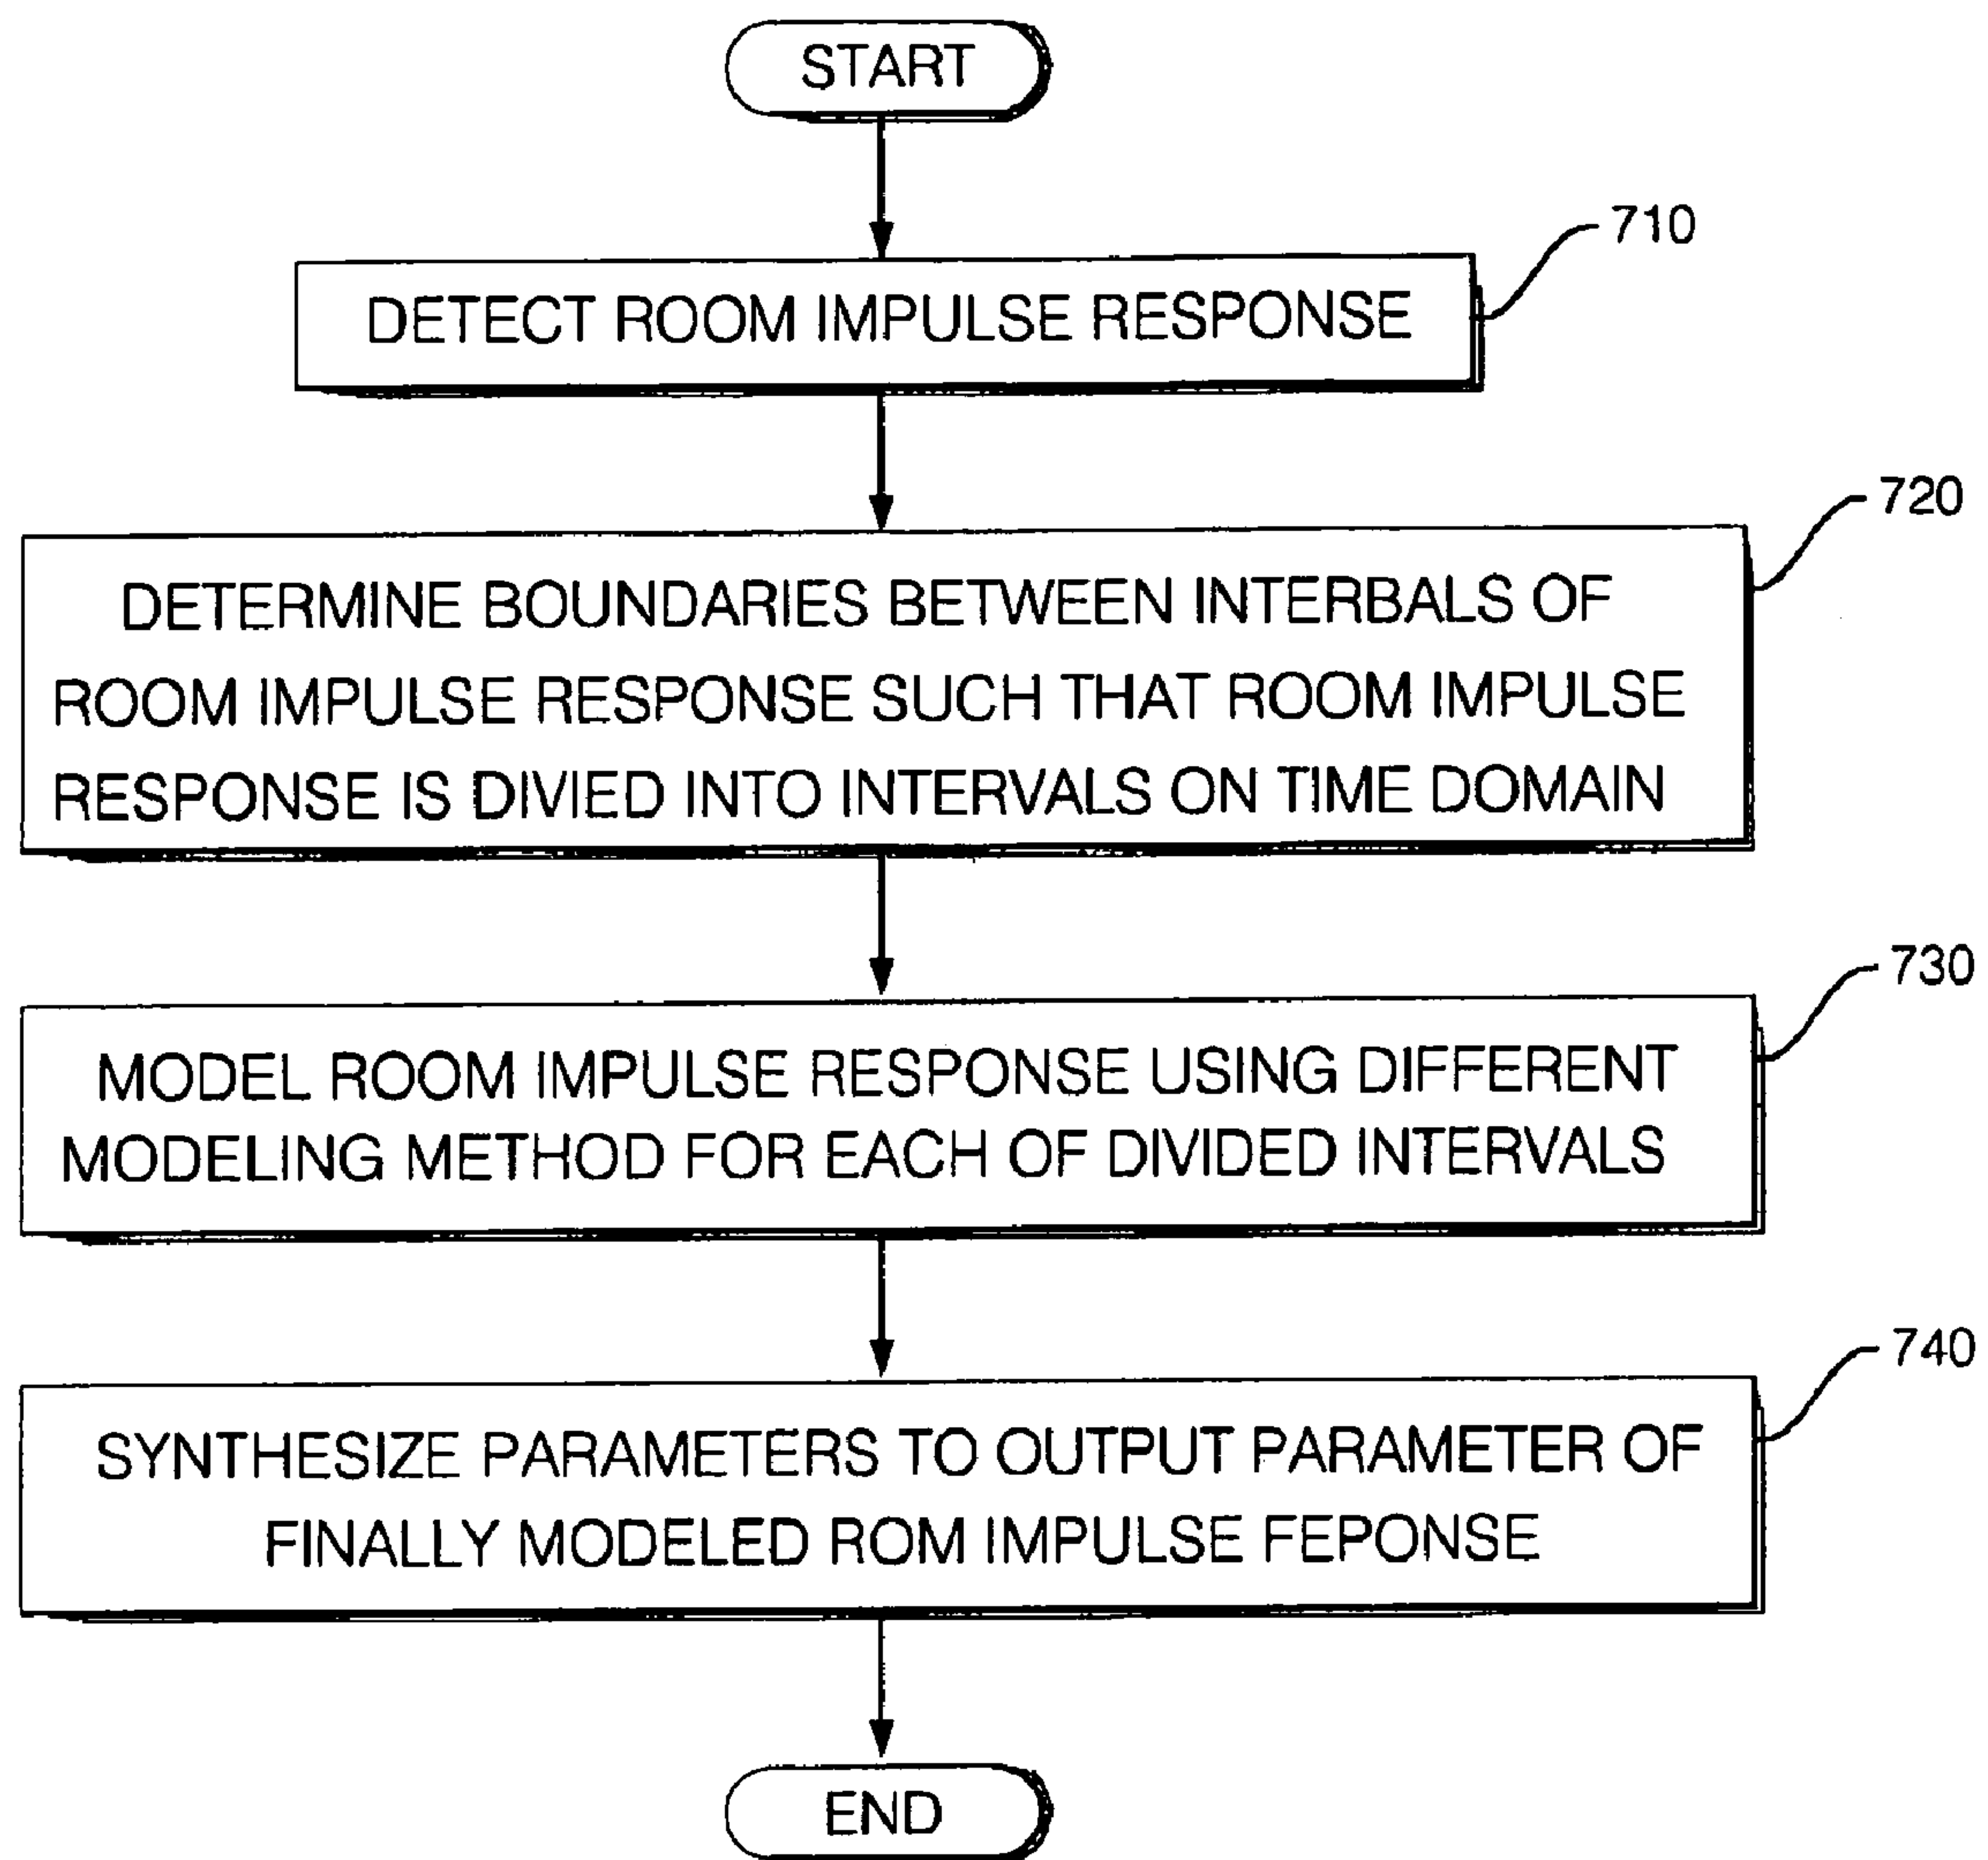 START
710
DETECT ROOM IMPULSE RESPONSE
720
DETERMINE BOUNDARIES BETWEEN INTERBALS OF
ROOM IMPULSE RESPONSE SUCH THAT ROOM IMPULSE
RESPONSE IS DIVIED INTO INTERVALS ON TIME DOMAIN
730
MODEL ROOM IMPULSE RESPONSE USING DIFFERENT
MODELING METHOD FOR EACH OF DIVIDED INTERVALS
740
SYNTHESIZE PARAMETERS TO OUTPUT PARAMETER OF
FINALLY MODELED ROM IMPULSE FEPONSE
END